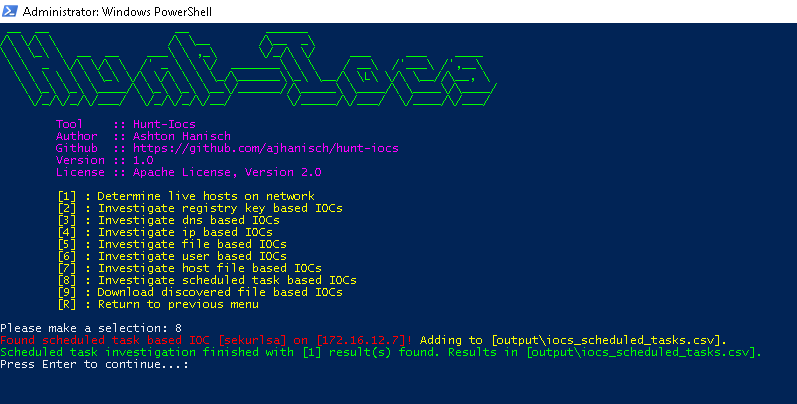 Administrator: Windows PowerShell
Hunt-Iocs
Tool    :: Hunt-Iocs
Author  :: Ashton Hanisch
Github  :: https://github.com/ajhanisch/hunt-iocs
Version :: 1.0
License :: Apache License, Version 2.0
[1] : Determine live hosts on network
[2] : Investigate registry key based IOCs
[3] : Investigate dns based IOCs
[4] : Investigate ip based IOCs
[5] : Investigate file based IOCs
[6] : Investigate user based IOCs
[7] : Investigate host file based IOCs
[8] : Investigate scheduled task based IOCs
[9] : Download discovered file based IOCs
[R] : Return to previous menu
Please make a selection: 8
Found scheduled task based IOC [sekurlsa] on [172.16.12.7]! Adding to [output\iocs_scheduled_tasks.csv].
Scheduled task investigation finished with [1] result(s) found. Results in [output\iocs_scheduled_tasks.csv].
Press Enter to continue...: